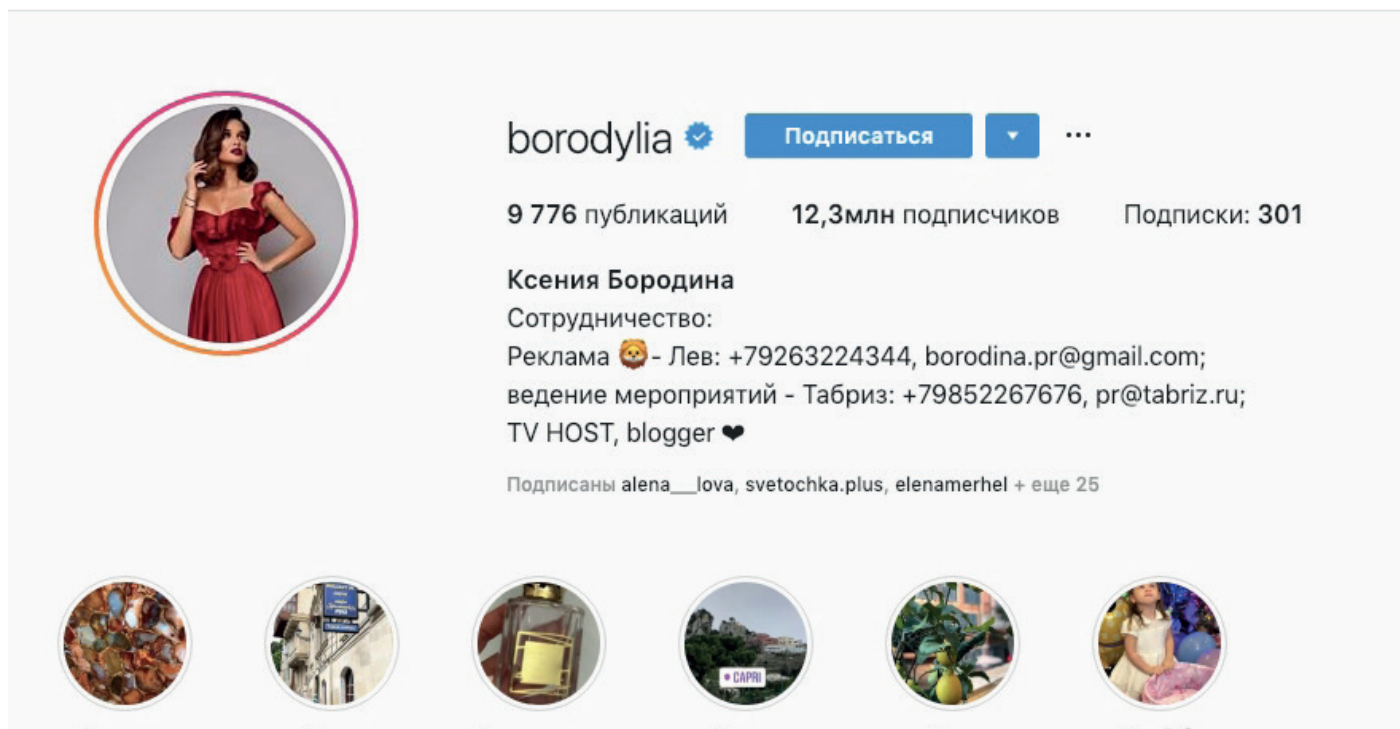 borodylia Подписаться ...
9 776 публикаций 12,3млн подписчиков Подписки: 301
Ксения Бородина
Сотрудничество:
Реклама 🦁- Лев: +79263224344, borodina.pr@gmail.com;
ведение мероприятий - Табриз: +79852267676, pr@tabriz.ru;
TV HOST, blogger ❤
Подписаны alena___lova, svetochka.plus, elenamerhel + еще 25
CAPRI